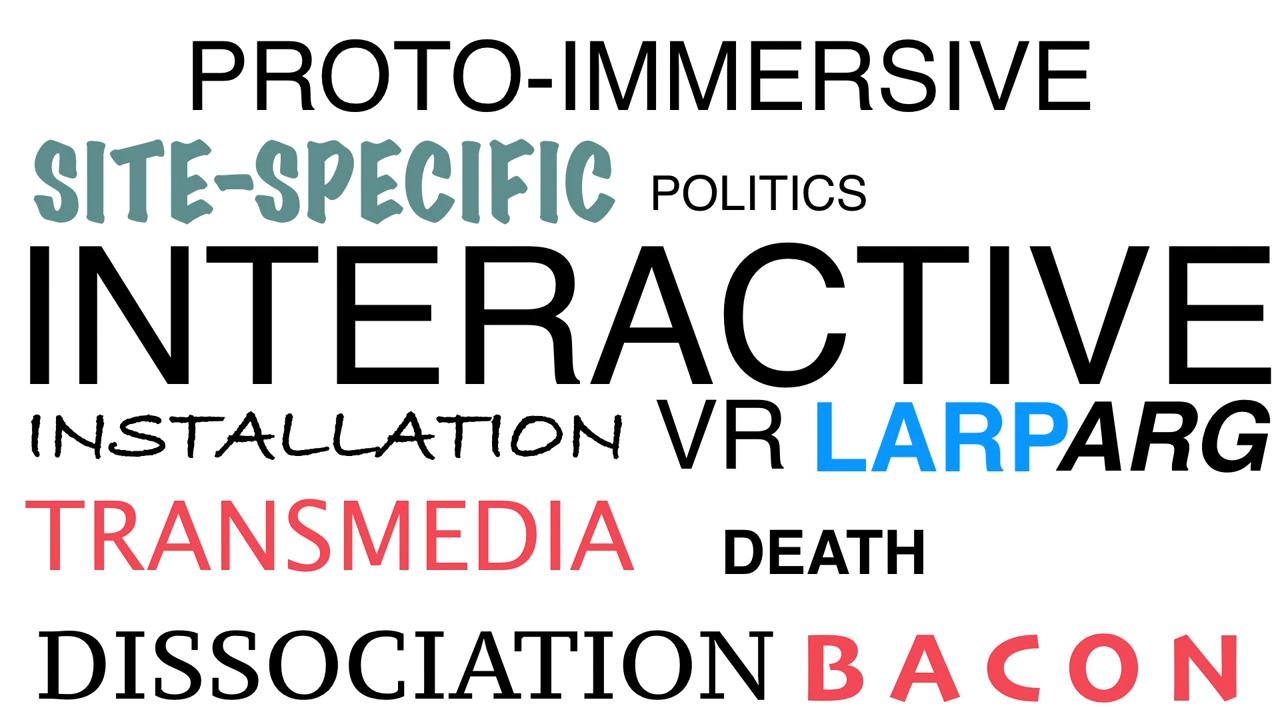 PROTO-IMMERSIVE
SITE-SPECIFIC POLITICS
INTERACTIVE
INSTALLATION VR LARPARG
TRANSMEDIA DEATH
DISSOCIATION BACON